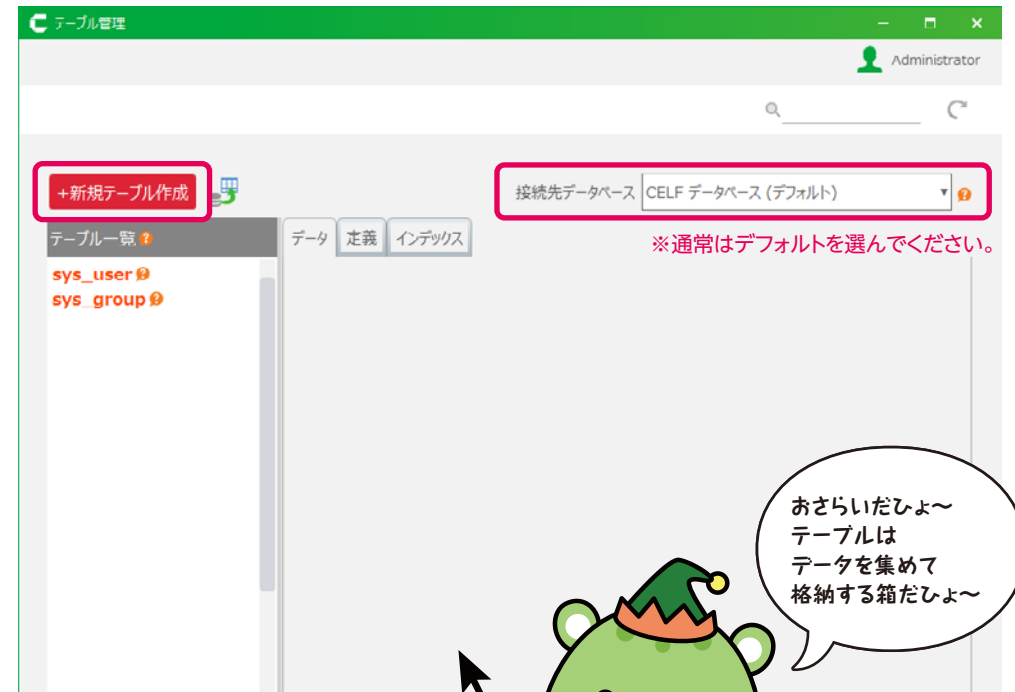 テーブル管理
Administrator
+新規テーブル作成
接続先データベース CELF データベース (デフォルト)
※通常はデフォルトを選んでください。
テーブル一覧
データ 定義 インデックス
sys_user
sys_group
おさらいだひょ〜
テーブルは
データを集めて
格納する箱だひょ〜